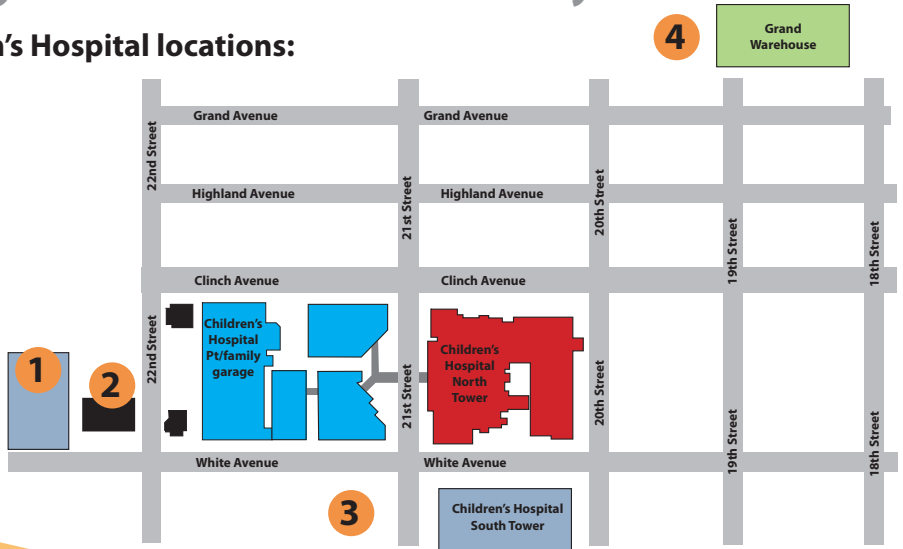 n's Hospital locations:
4
Grand
Warehouse
Grand Avenue
Grand Avenue
22nd Street
Highland Avenue
Highland Avenue
21st Street
20th Street
19th Street
18th Street
Clinch Avenue
Clinch Avenue
22nd Street
Children's
Hospital
Pt/family
garage
Children's
Hospital
North
Tower
1
2
21st Street
20th Street
19th Street
18th Street
White Avenue
White Avenue
3
Children's Hospital
South Tower